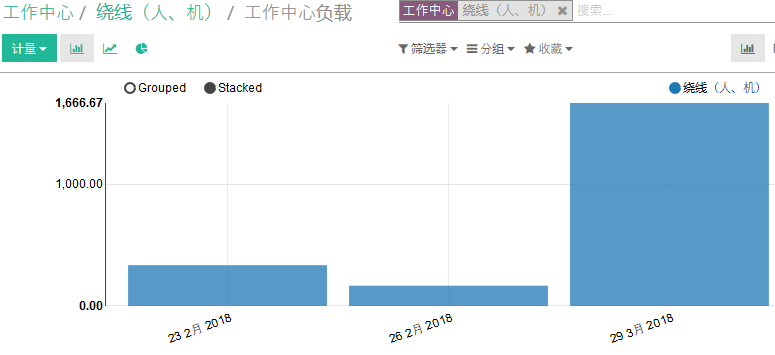 工作中心 / 绕线（人、机） / 工作中心负载
工作中心 绕线（人、机） ✖ 搜索...
计量
筛选器 分组 收藏
Grouped Stacked 绕线（人、机）
1,666.67
1,000.00
0.00
23 2月 2018 26 2月 2018 29 3月 2018